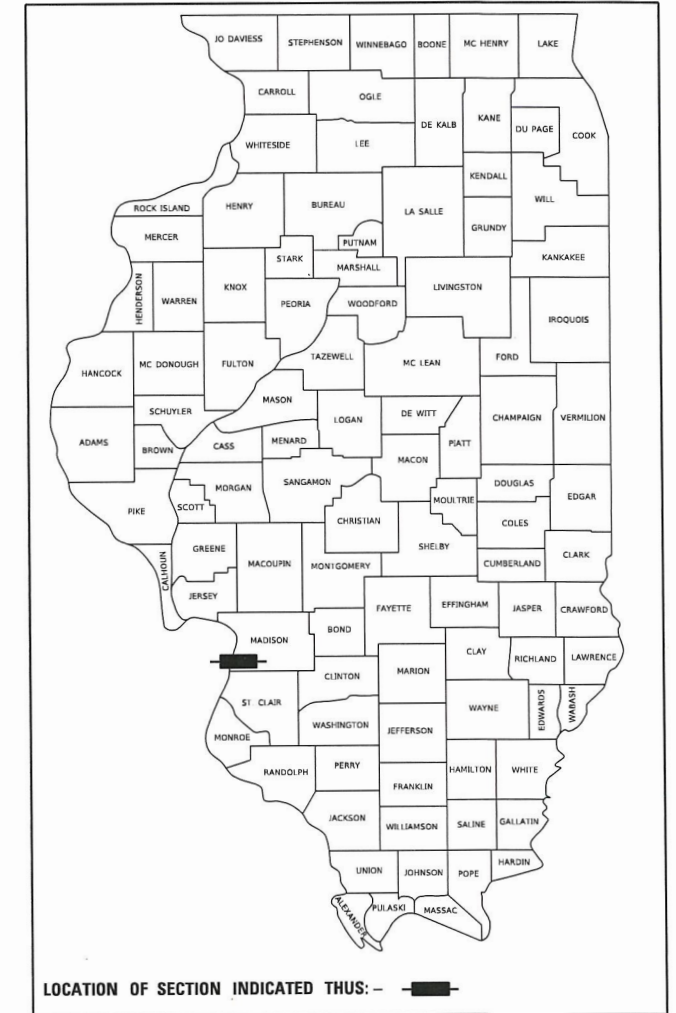 JO DAVIESS STEPHENSON WINNEBAGO BOONE MC HENRY LAKE
CARROLL OGLE DE KALB KANE DU PAGE COOK
WHITESIDE LEE
KENDALL
ROCK ISLAND HENRY BUREAU LA SALLE WILL
MERCER PUTNAM GRUNDY
STARK MARSHALL KANKAKEE
HENDERSON WARREN KNOX PEORIA WOODFORD LIVINGSTON
IROQUOIS
HANCOCK MC DONOUGH FULTON TAZEWELL MC LEAN FORD
SCHUYLER MASON LOGAN DE WITT CHAMPAIGN VERMILION
ADAMS BROWN CASS MENARD MACON PIATT
MORGAN SANGAMON DOUGLAS
PIKE SCOTT CHRISTIAN MOULTRIE EDGAR
COLES
GREENE MACOUPIN MONTGOMERY SHELBY CUMBERLAND CLARK
CALHOUN JERSEY FAYETTE EFFINGHAM JASPER CRAWFORD
MADISON BOND
CLAY RICHLAND LAWRENCE
CLINTON MARION
ST. CLAIR WAYNE EDWARDS WABASH
MONROE WASHINGTON JEFFERSON
RANDOLPH PERRY HAMILTON WHITE
FRANKLIN
JACKSON WILLIAMSON SALINE GALLATIN
UNION JOHNSON POPE HARDIN
ALEXANDER PULASKI MASSAC
LOCATION OF SECTION INDICATED THUS: –